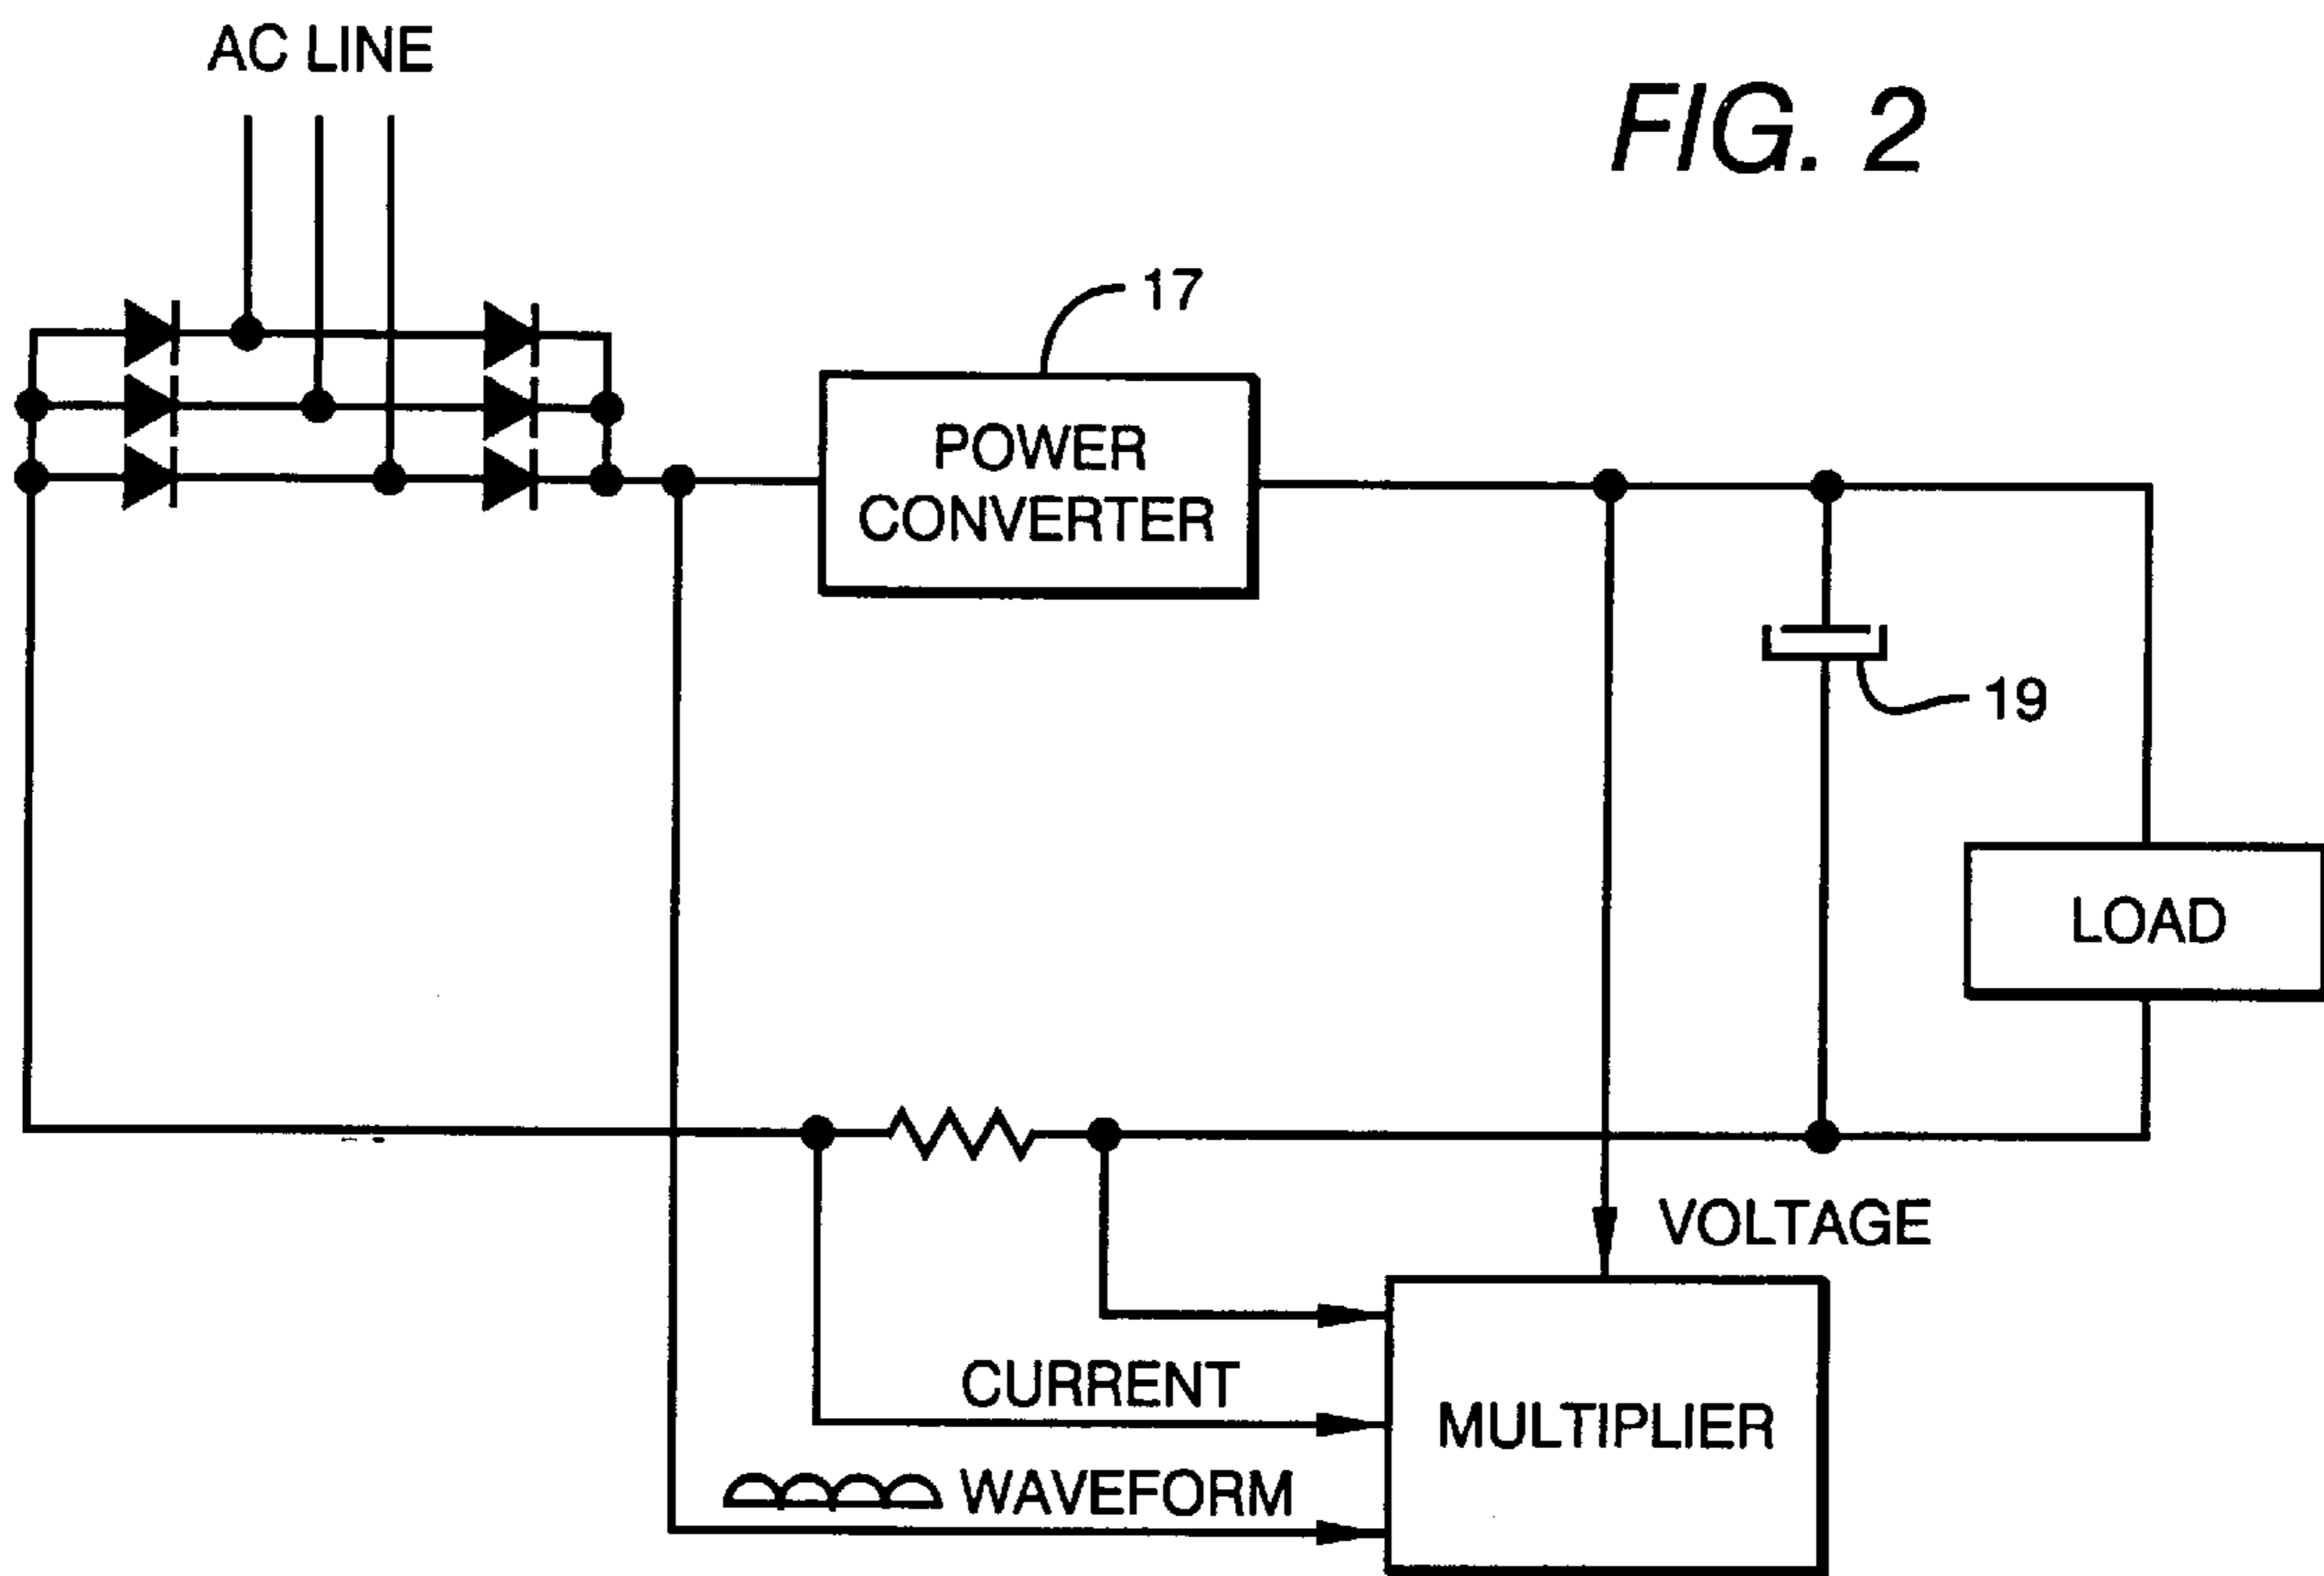 AC LINE
FIG. 2
17
POWER
CONVERTER
19
LOAD
VOLTAGE
CURRENT
MULTIPLIER
WAVEFORM